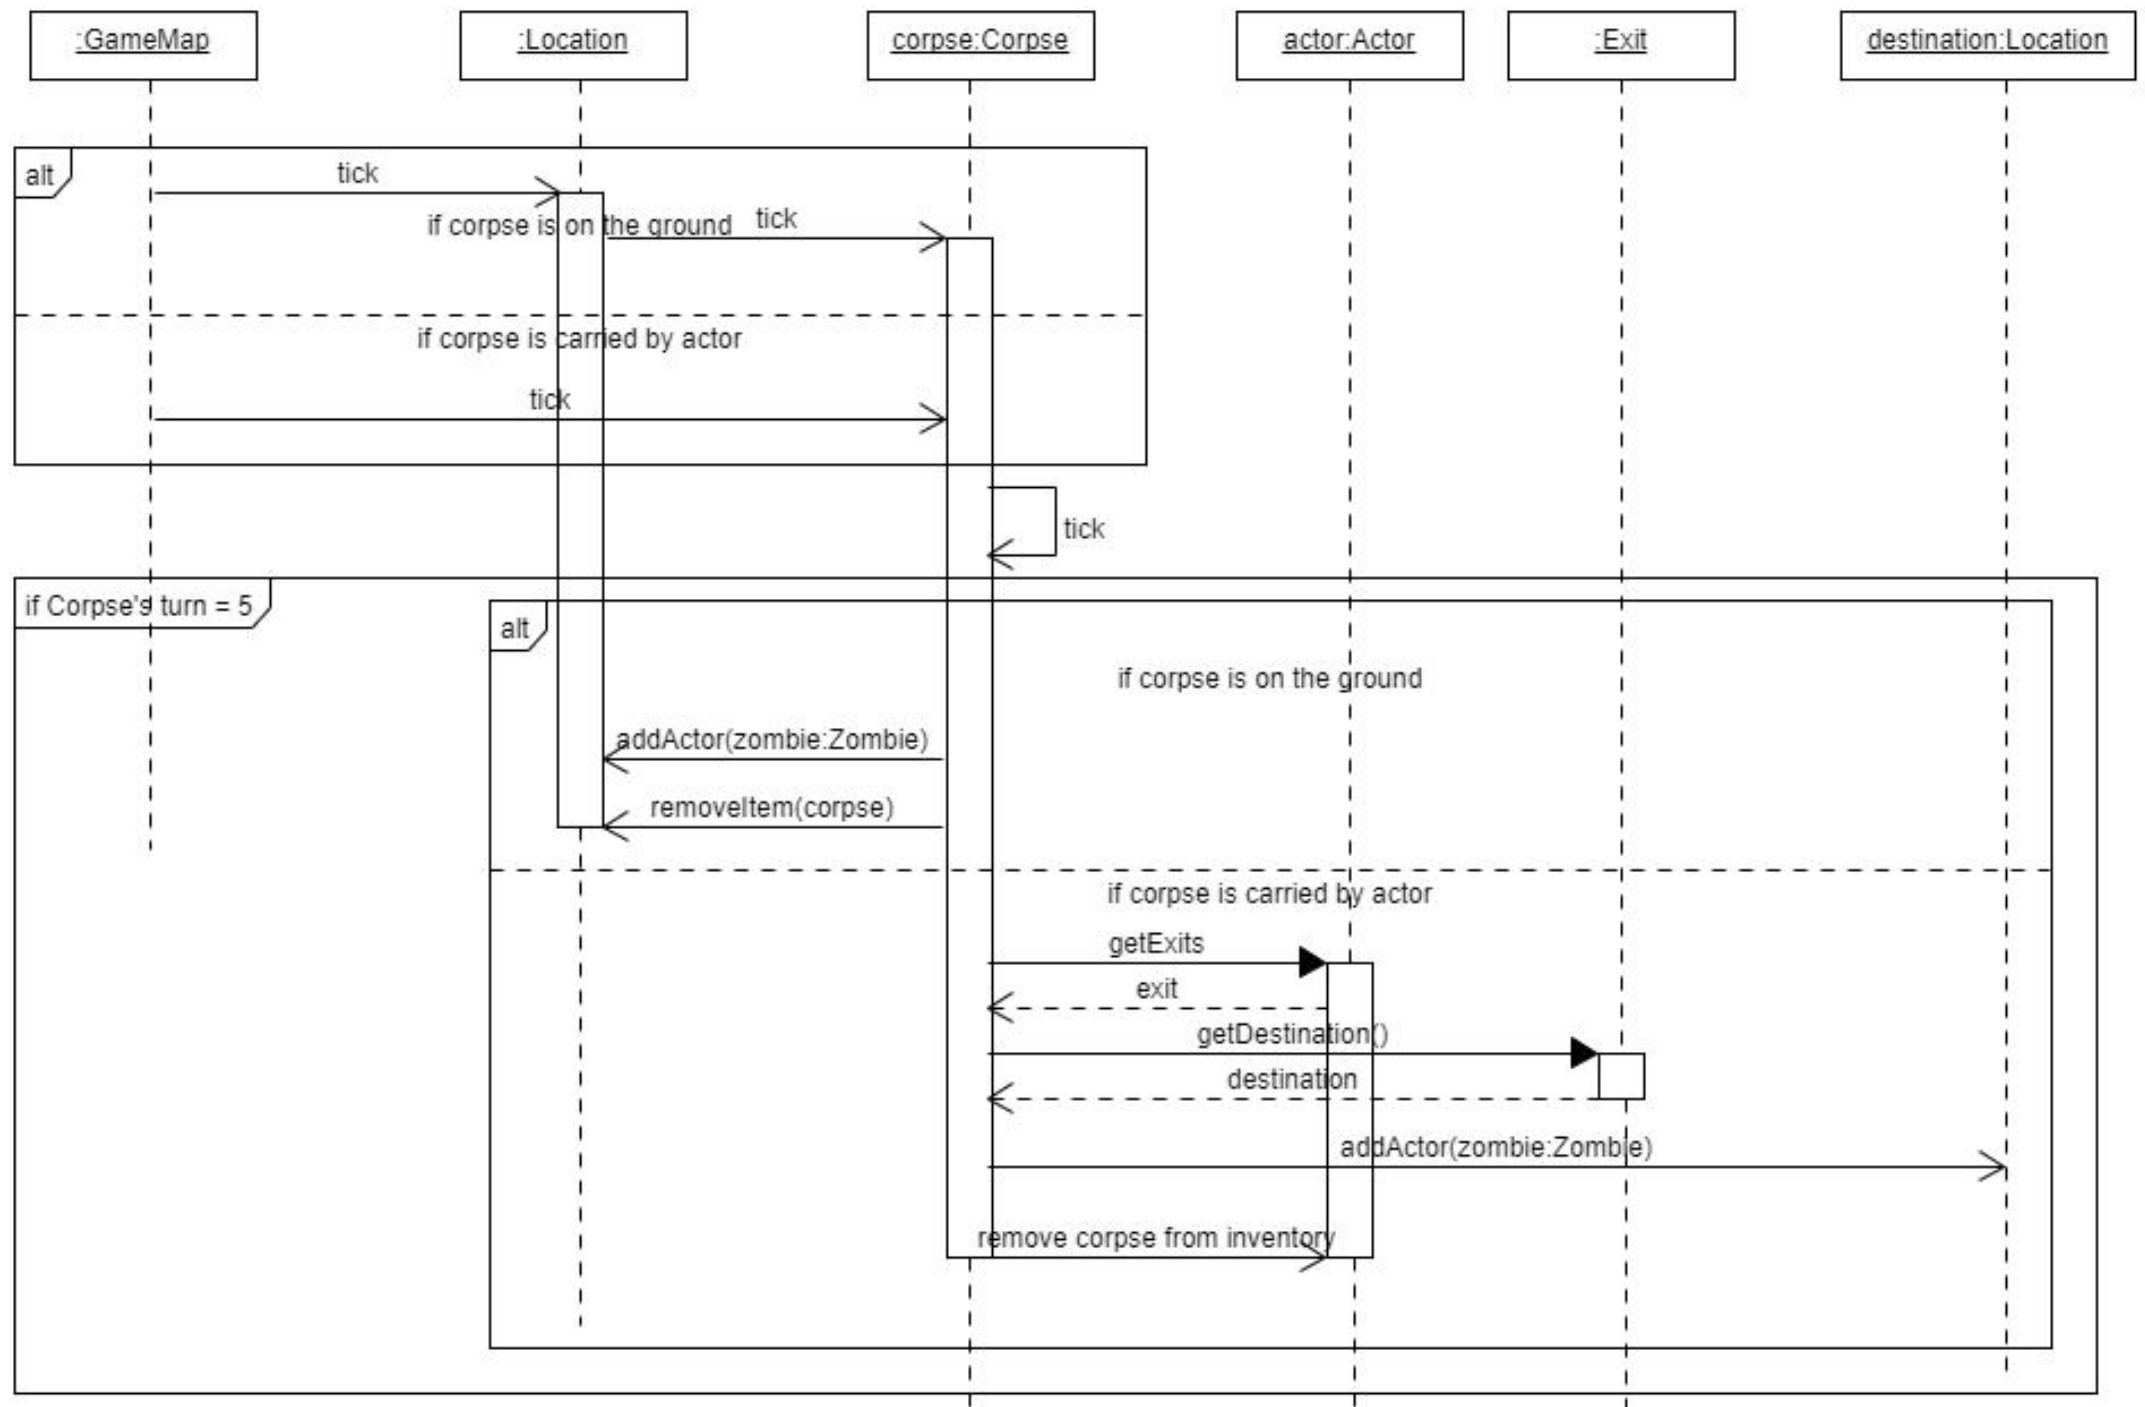 :GameMap
:Location
corpse:Corpse
actor:Actor
:Exit
destination:Location
alt
tick
if corpse is on the ground
tick
if corpse is carried by actor
tick
tick
if Corpse's turn = 5
alt
if corpse is on the ground
addActor(zombie:Zombie)
removeItem(corpse)
if corpse is carried by actor
getExits
exit
getDestination()
destination
addActor(zombie:Zombie)
remove corpse from inventory